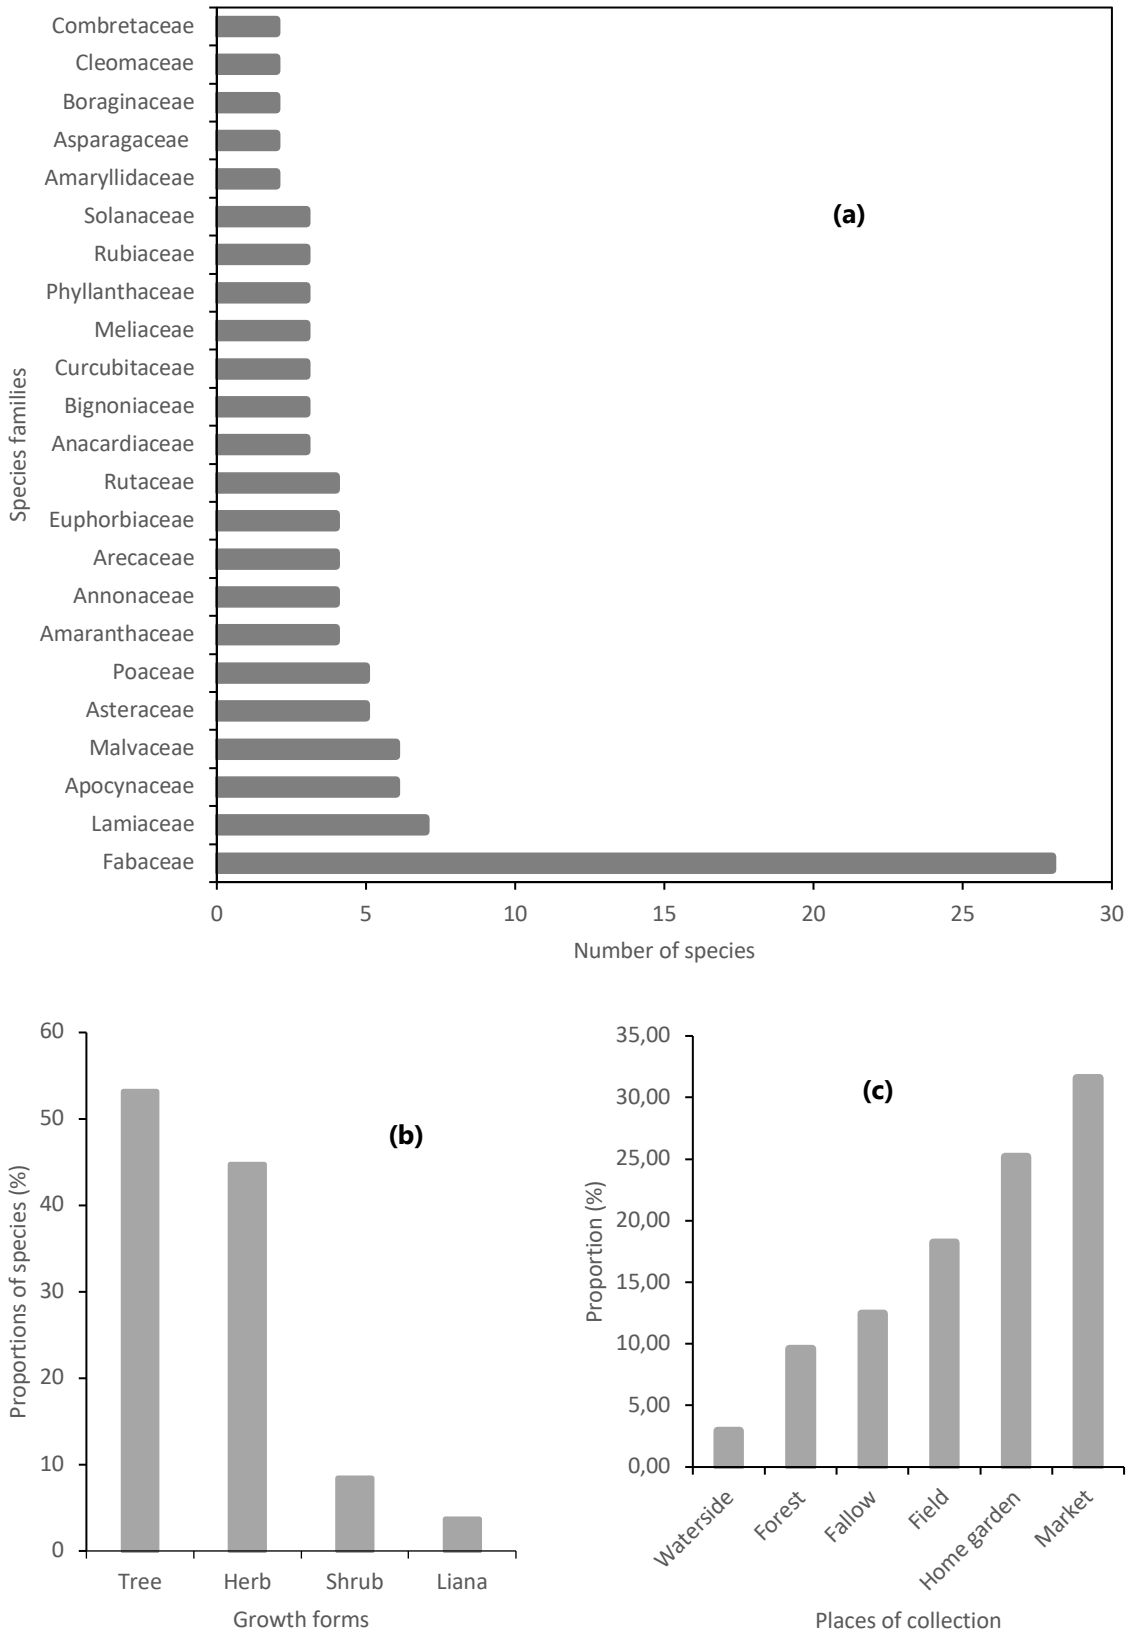 Combretaceae
Cleomaceae
Boraginaceae
Asparagaceae
Amaryllidaceae
Solanaceae
(a)
Rubiaceae
Phyllanthaceae
Meliaceae
Curcubitaceae
Bignoniaceae
Anacardiaceae
Rutaceae
Euphorbiaceae
Arecaceae
Annonaceae
Amaranthaceae
Poaceae
Asteraceae
Malvaceae
Apocynaceae
Lamiaceae
Fabaceae
Species families
0 5 10 15 20 25 30
Number of species
60
50
40
30
20
10
0
Proportions of species (%)
(b)
Tree Herb Shrub Liana
Growth forms
35,00
30,00
25,00
20,00
15,00
10,00
5,00
0,00
Proportion (%)
(c)
Waterside Forest Fallow Field Home garden Market
Places of collection